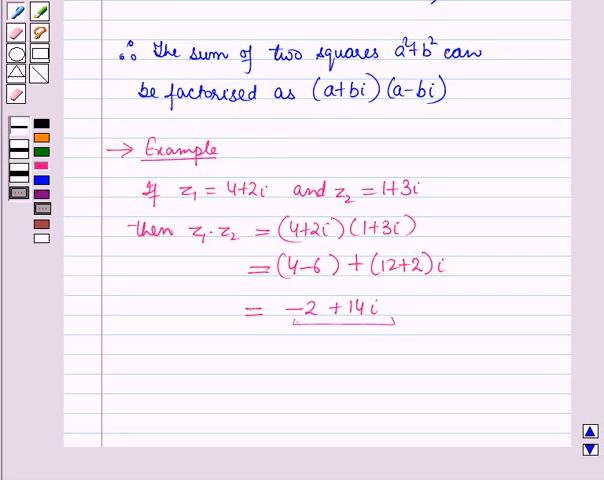 ∴ The sum of two squares a²+b² can
be factorised as (a+bi)(a-bi)
→ Example
If z₁ = 4+2i and z₂ = 1+3i
then z₁.z₂ = (4+2i)(1+3i)
= (4-6) + (12+2)i
= -2 + 14i